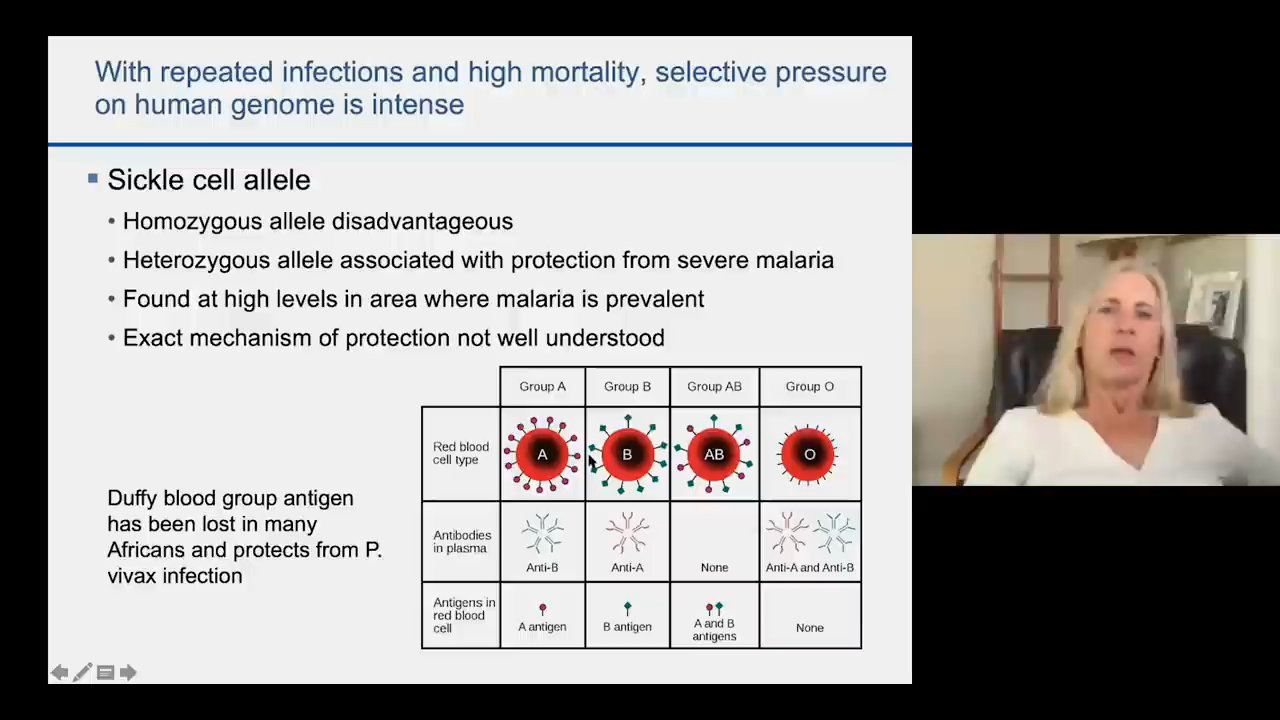 With repeated infections and high mortality, selective pressure
on human genome is intense
Sickle cell allele
Homozygous allele disadvantageous
Heterozygous allele associated with protection from severe malaria
Found at high levels in area where malaria is prevalent
Exact mechanism of protection not well understood
Duffy blood group antigen
has been lost in many
Africans and protects from P.
vivax infection
Group A
Group B
Group AB
Group O
Red blood
cell type
A
B
AB
O
Antibodies
in plasma
Anti-B
Anti-A
None
Anti-A and Anti-B
Antigens in
red blood
cell
A antigen
B antigen
A and B
antigens
None